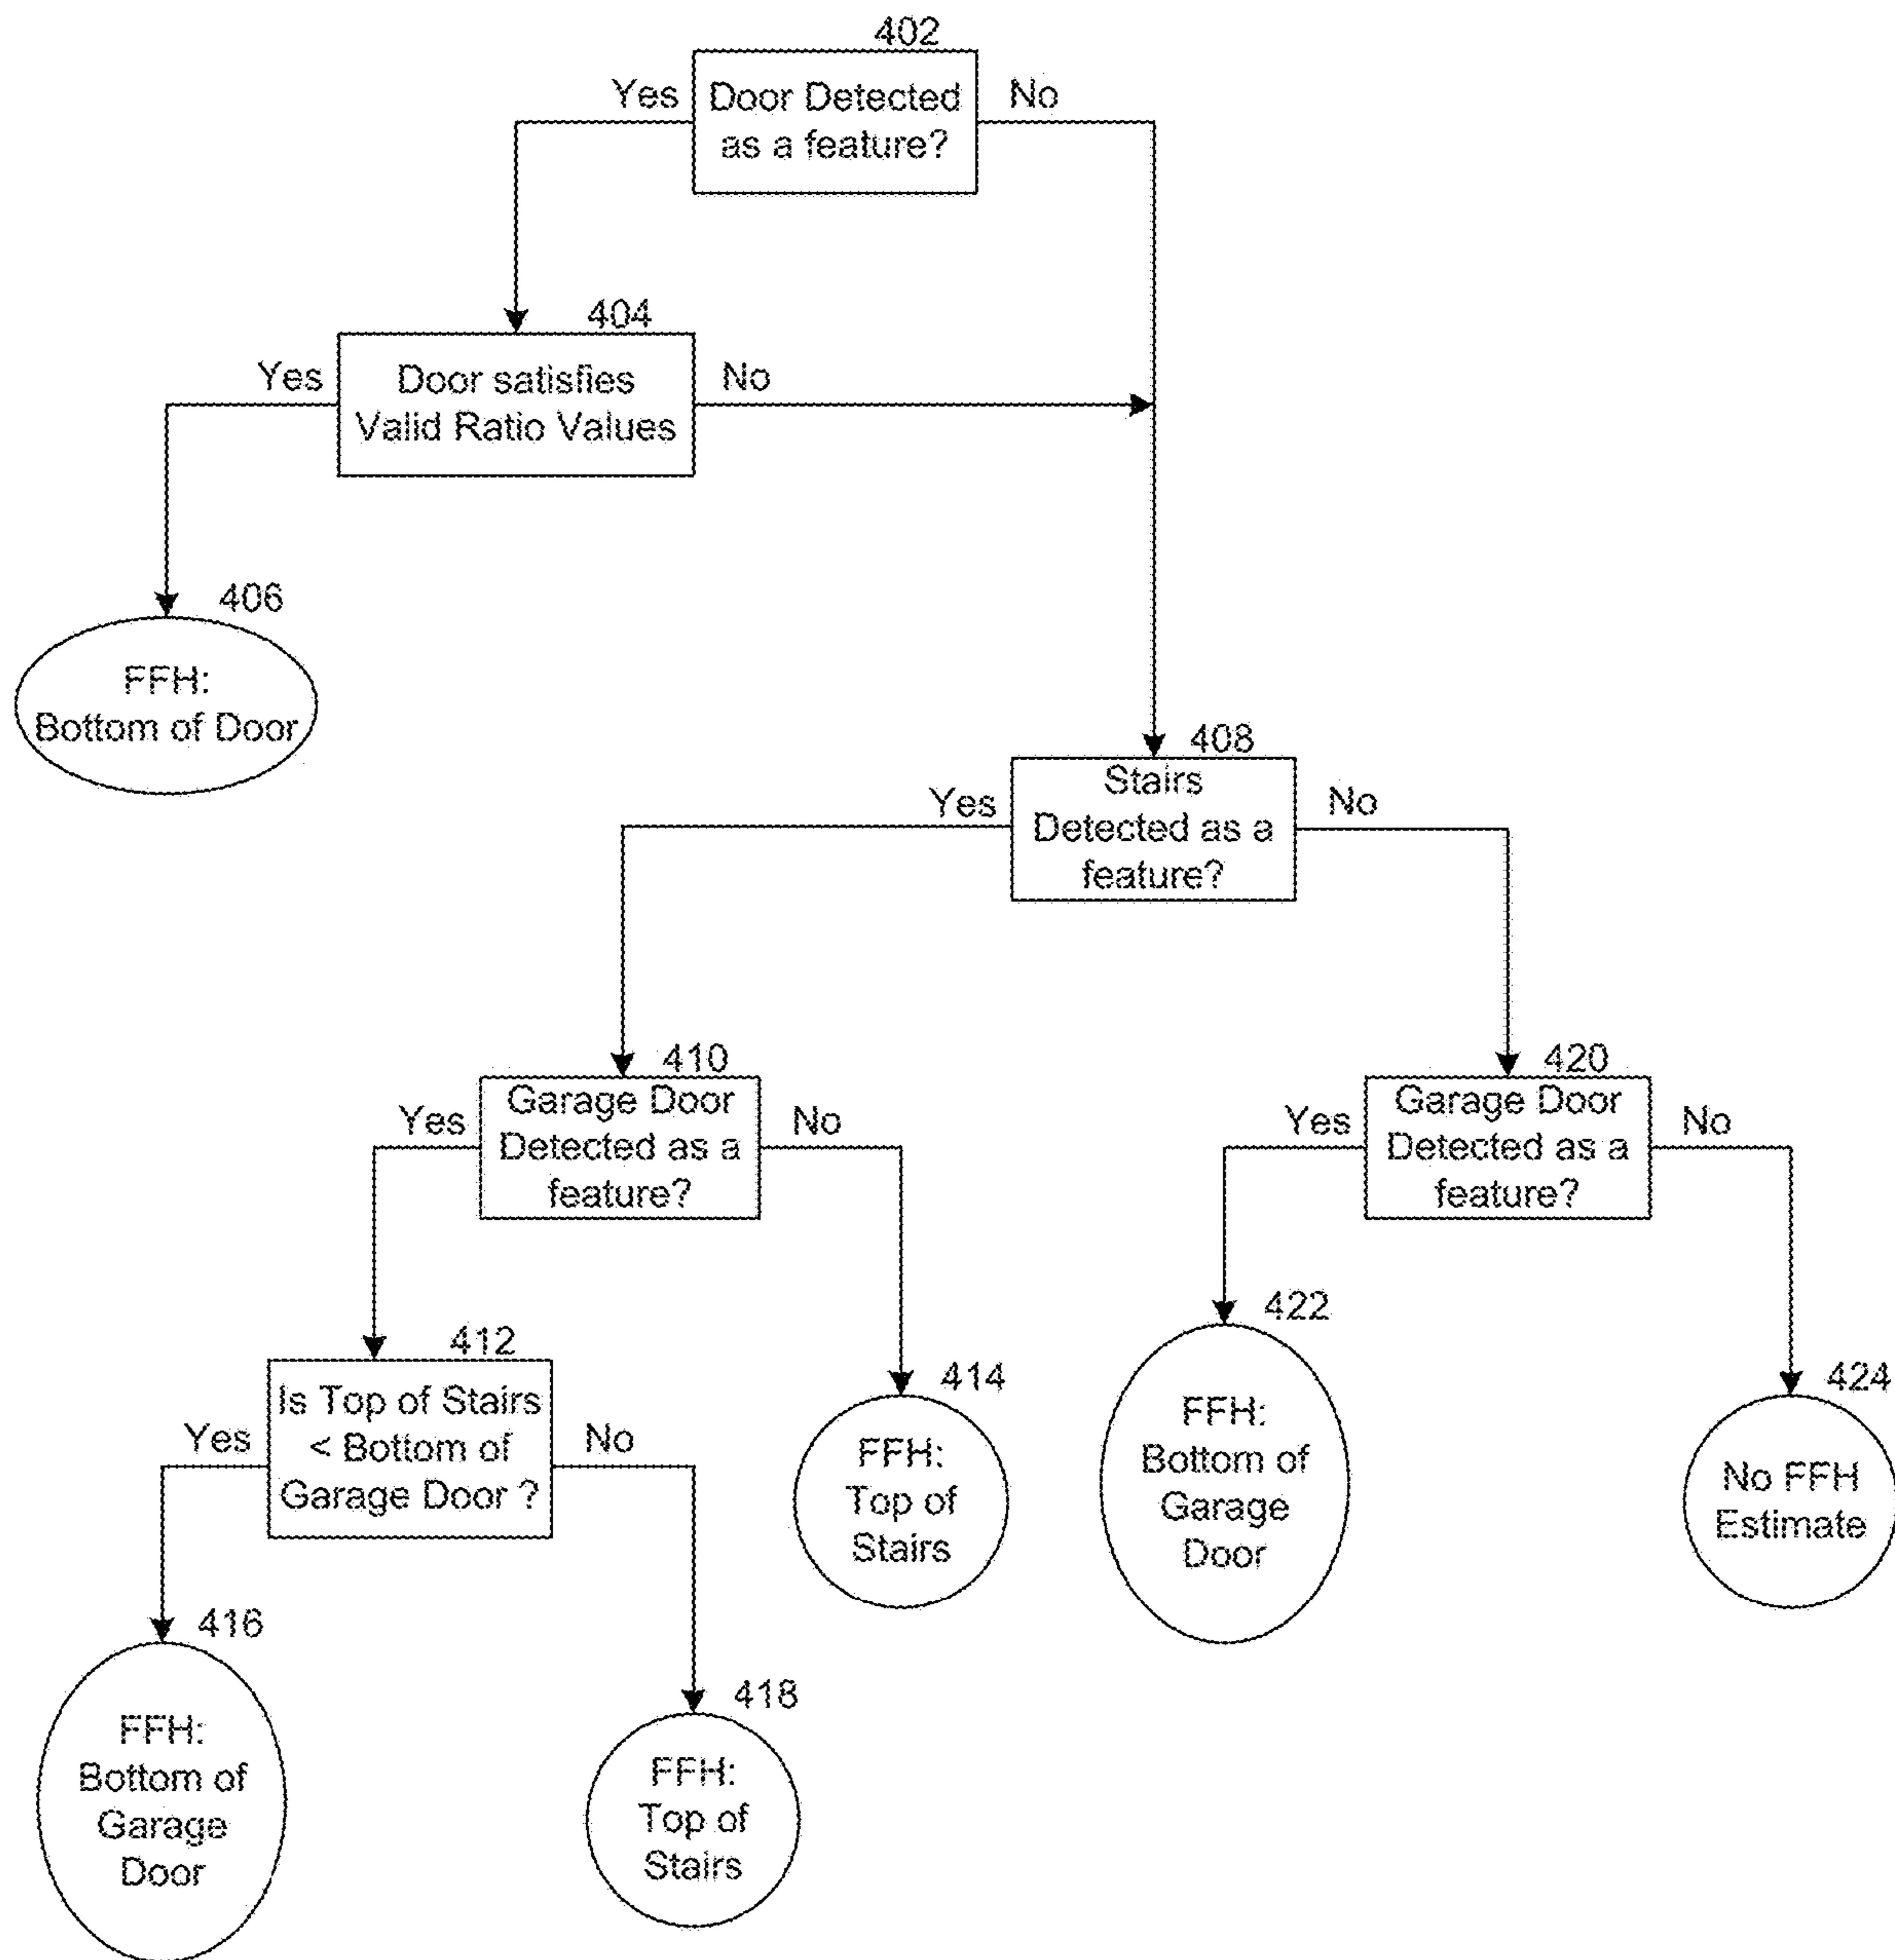 402
Yes
Door Detected
as a feature?
No
404
Yes
Door satisfies
Valid Ratio Values
No
406
FFH:
Bottom of Door
408
Yes
Stairs
Detected as a
feature?
No
410
Yes
Garage Door
Detected as a
feature?
No
420
Yes
Garage Door
Detected as a
feature?
No
412
Yes
Is Top of Stairs
< Bottom of
Garage Door ?
No
414
FFH:
Top of
Stairs
422
FFH:
Bottom of
Garage
Door
424
No FFH
Estimate
416
FFH:
Bottom of
Garage
Door
418
FFH:
Top of
Stairs